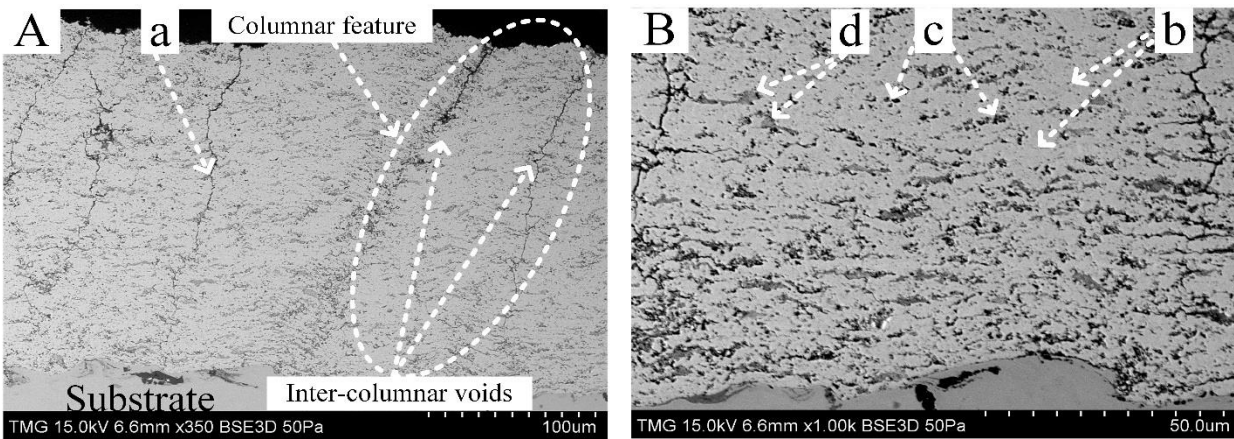 A
a
Columnar feature
Inter-columnar voids
Substrate
TMG 15.0kV 6.6mm x350 BSE3D 50Pa 100um
B
d
c
b
TMG 15.0kV 6.6mm x1.00k BSE3D 50Pa 50.0um